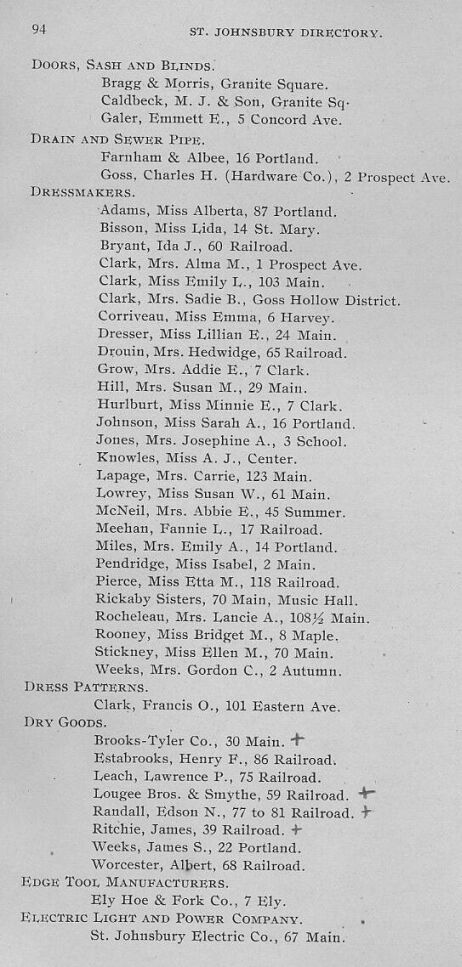 94 ST. JOHNSBURY DIRECTORY.
DOORS, SASH AND BLINDS.
Bragg & Morris, Granite Square.
Caldbeck, M. J. & Son, Granite Sq.
Galer, Emmett E., 5 Concord Ave.
DRAIN AND SEWER PIPE.
Farnham & Albee, 16 Portland.
Goss, Charles H. (Hardware Co.), 2 Prospect Ave.
DRESSMAKERS.
Adams, Miss Alberta, 87 Portland.
Bisson, Miss Lida, 14 St. Mary.
Bryant, Ida J., 60 Railroad.
Clark, Mrs. Alma M., 1 Prospect Ave.
Clark, Miss Emily L., 103 Main.
Clark, Mrs. Sadie B., Goss Hollow District.
Corriveau, Miss Emma, 6 Harvey.
Dresser, Miss Lillian E., 24 Main.
Drouin, Mrs. Hedwidge, 65 Railroad.
Grow, Mrs. Addie E., 7 Clark.
Hill, Mrs. Susan M., 29 Main.
Hurlburt, Miss Minnie E., 7 Clark.
Johnson, Miss Sarah A., 16 Portland.
Jones, Mrs. Josephine A., 3 School.
Knowles, Miss A. J., Center.
Lapage, Mrs. Carrie, 123 Main.
Lowrey, Miss Susan W., 61 Main.
McNeil, Mrs. Abbie E., 45 Summer.
Meehan, Fannie L., 17 Railroad.
Miles, Mrs. Emily A., 14 Portland.
Pendridge, Miss Isabel, 2 Main.
Pierce, Miss Etta M., 118 Railroad.
Rickaby Sisters, 70 Main, Music Hall.
Rocheleau, Mrs. Lancie A., 108½ Main.
Rooney, Miss Bridget M., 8 Maple.
Stickney, Miss Ellen M., 70 Main.
Weeks, Mrs. Gordon C., 2 Autumn.
DRESS PATTERNS.
Clark, Francis O., 101 Eastern Ave.
DRY GOODS.
Brooks-Tyler Co., 30 Main. +
Estabrooks, Henry F., 86 Railroad.
Leach, Lawrence P., 75 Railroad.
Lougee Bros. & Smythe, 59 Railroad. +
Randall, Edson N., 77 to 81 Railroad. +
Ritchie, James, 39 Railroad. +
Weeks, James S., 22 Portland.
Worcester, Albert, 68 Railroad.
EDGE TOOL MANUFACTURERS.
Ely Hoe & Fork Co., 7 Ely.
ELECTRIC LIGHT AND POWER COMPANY.
St. Johnsbury Electric Co., 67 Main.